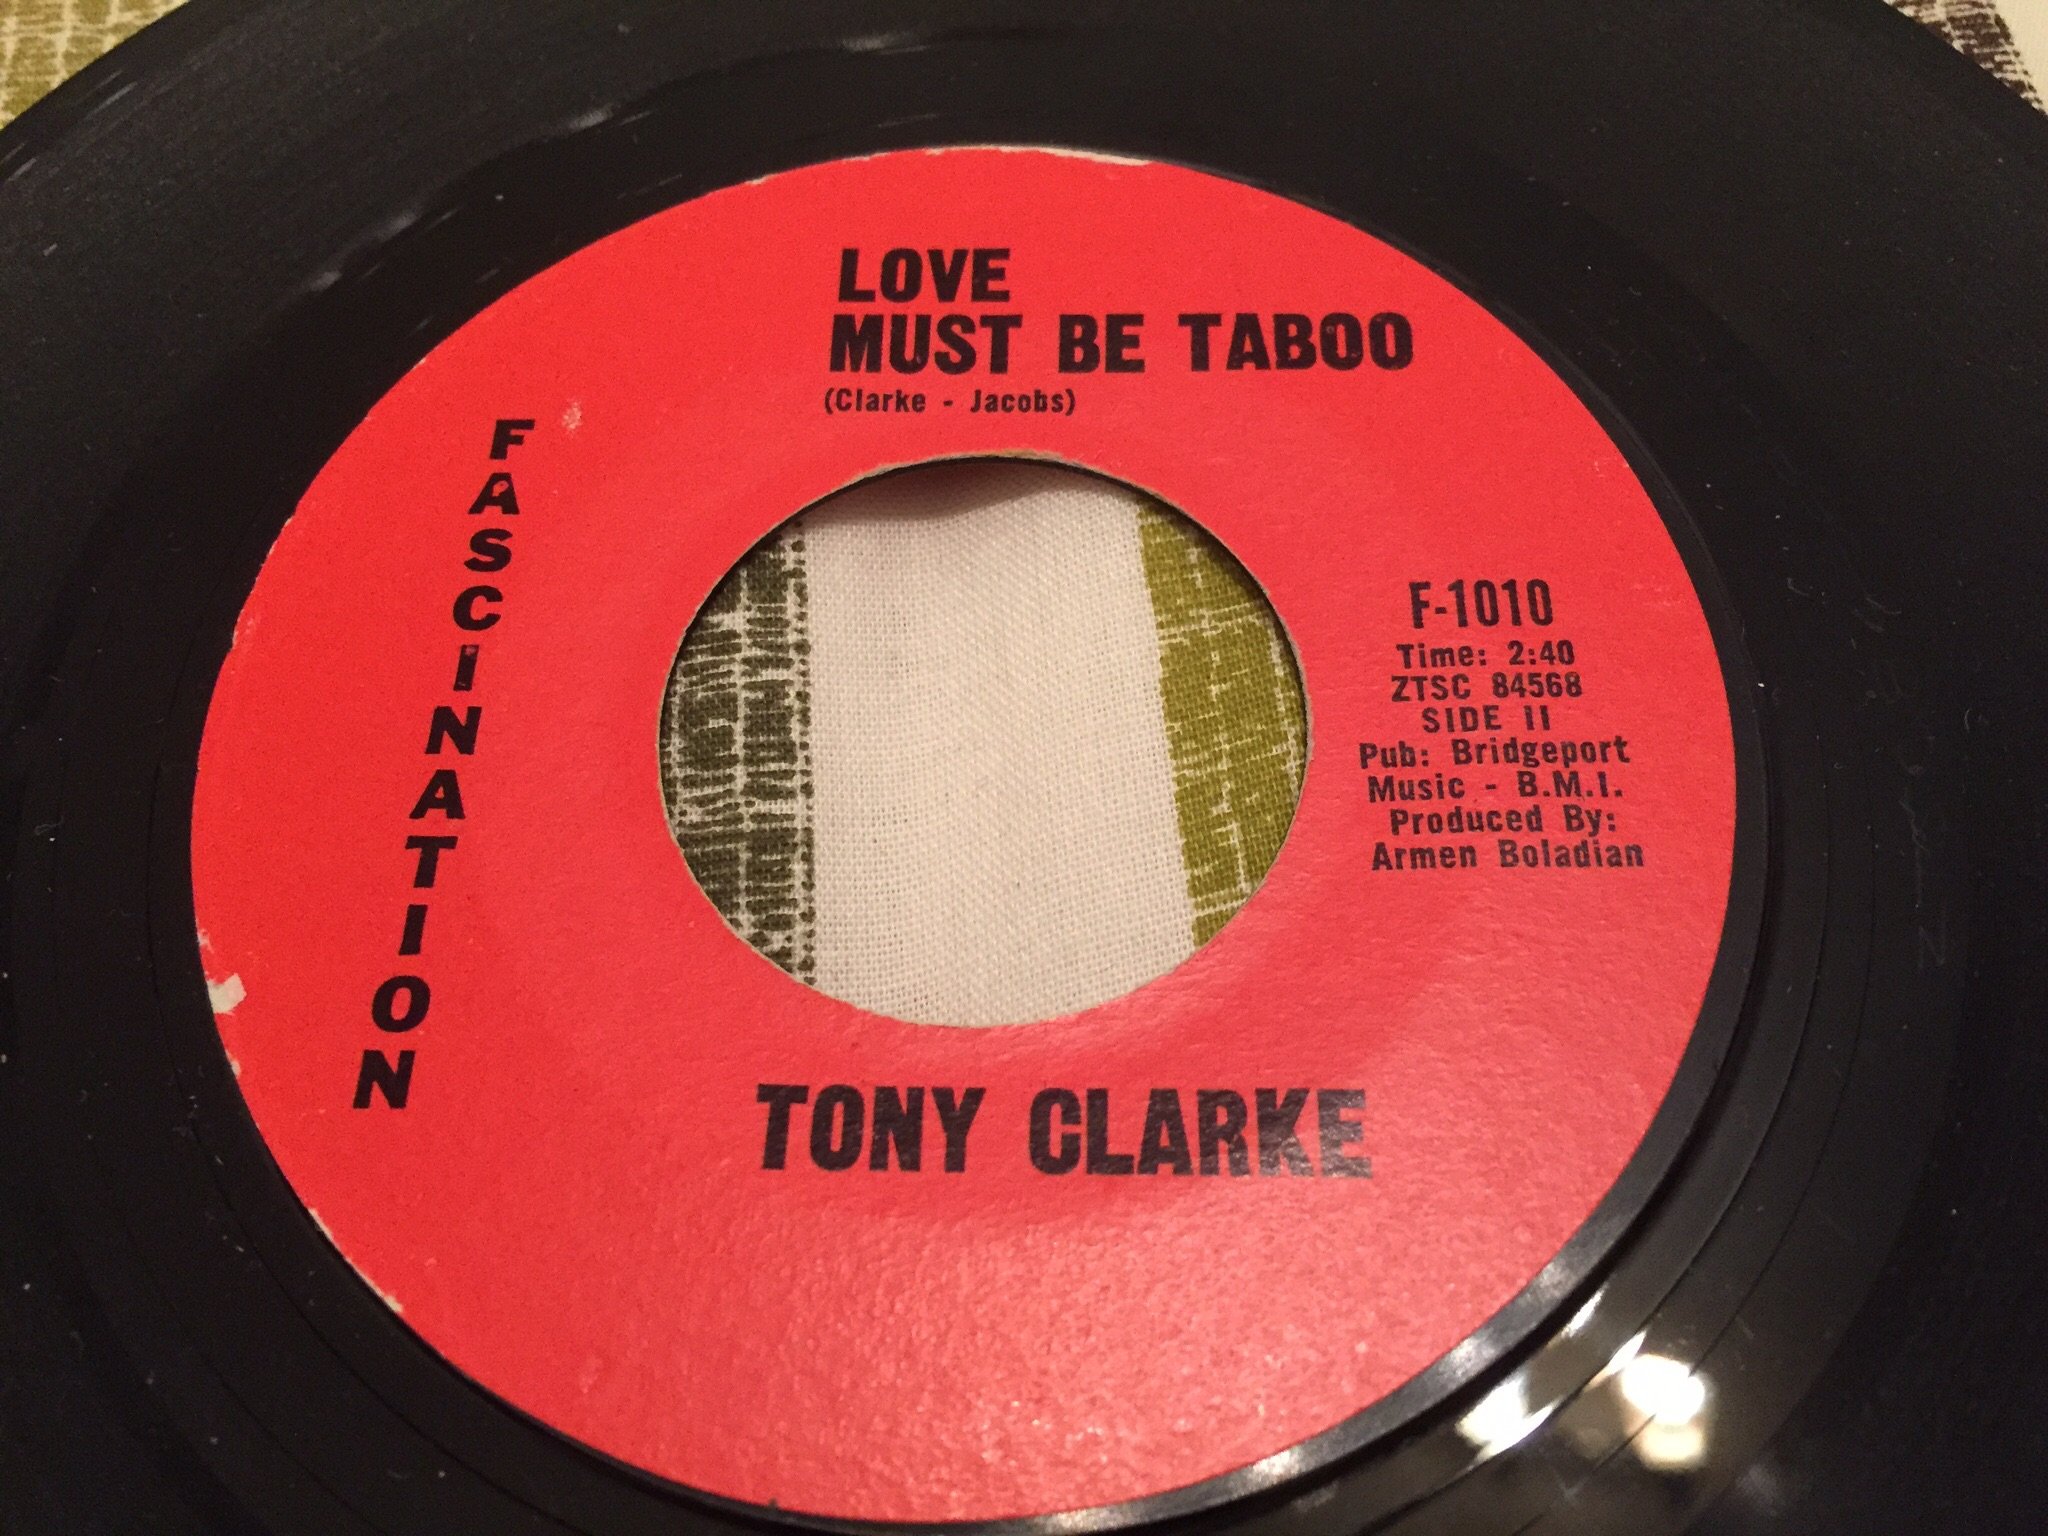 LOVE
MUST BE TABOO
(Clarke - Jacobs)
FASCINATION
F-1010
Time: 2:40
ZTSC 84568
SIDE II
Pub: Bridgeport
Music - B.M.I.
Produced By:
Armen Boladian
TONY CLARKE